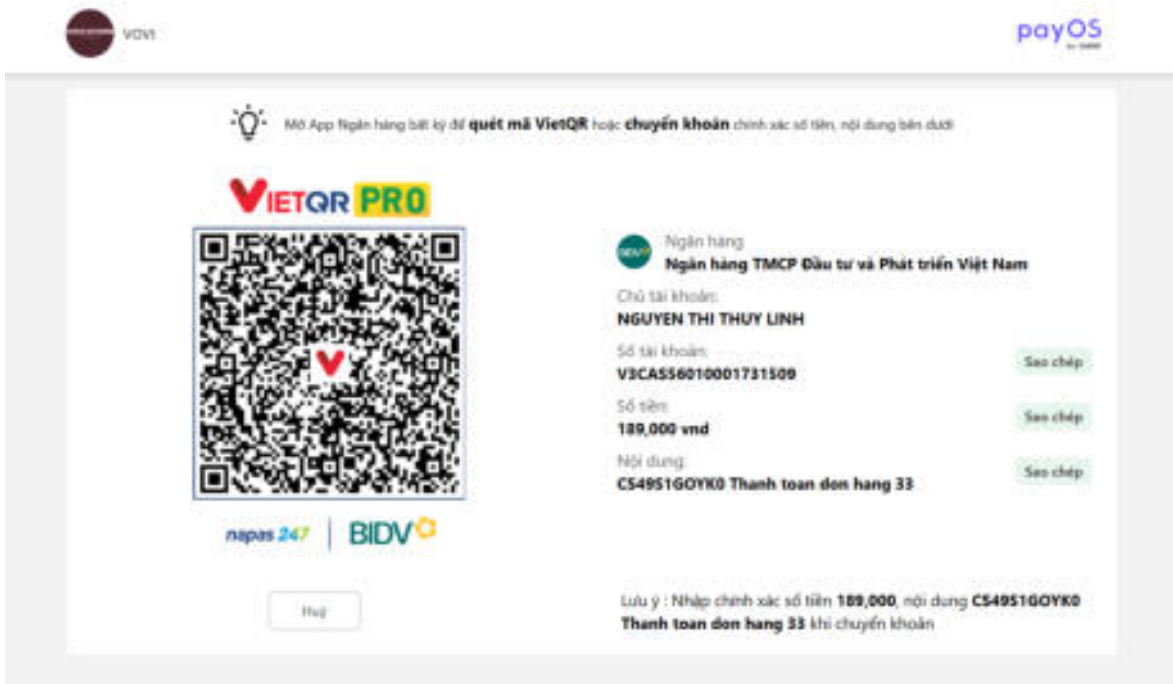 VOVI
payOS
Mở App Ngân hàng bất kỳ để quét mã VietQR hoặc chuyển khoản chính xác số tiền, nội dung bên dưới
VIETQR PRO
Ngân hàng
Ngân hàng TMCP Đầu tư và Phát triển Việt Nam
Chủ tài khoản:
NGUYEN THI THUY LINH
Số tài khoản:
V3CAS56010001731509
Sao chép
Số tiền:
189,000 vnd
Sao chép
Nội dung:
CS49S1GOYK0 Thanh toan don hang 33
Sao chép
napas 247
BIDV
Huỷ
Lưu ý : Nhập chính xác số tiền 189,000, nội dung CS49S1GOYK0
Thanh toan don hang 33 khi chuyển khoản